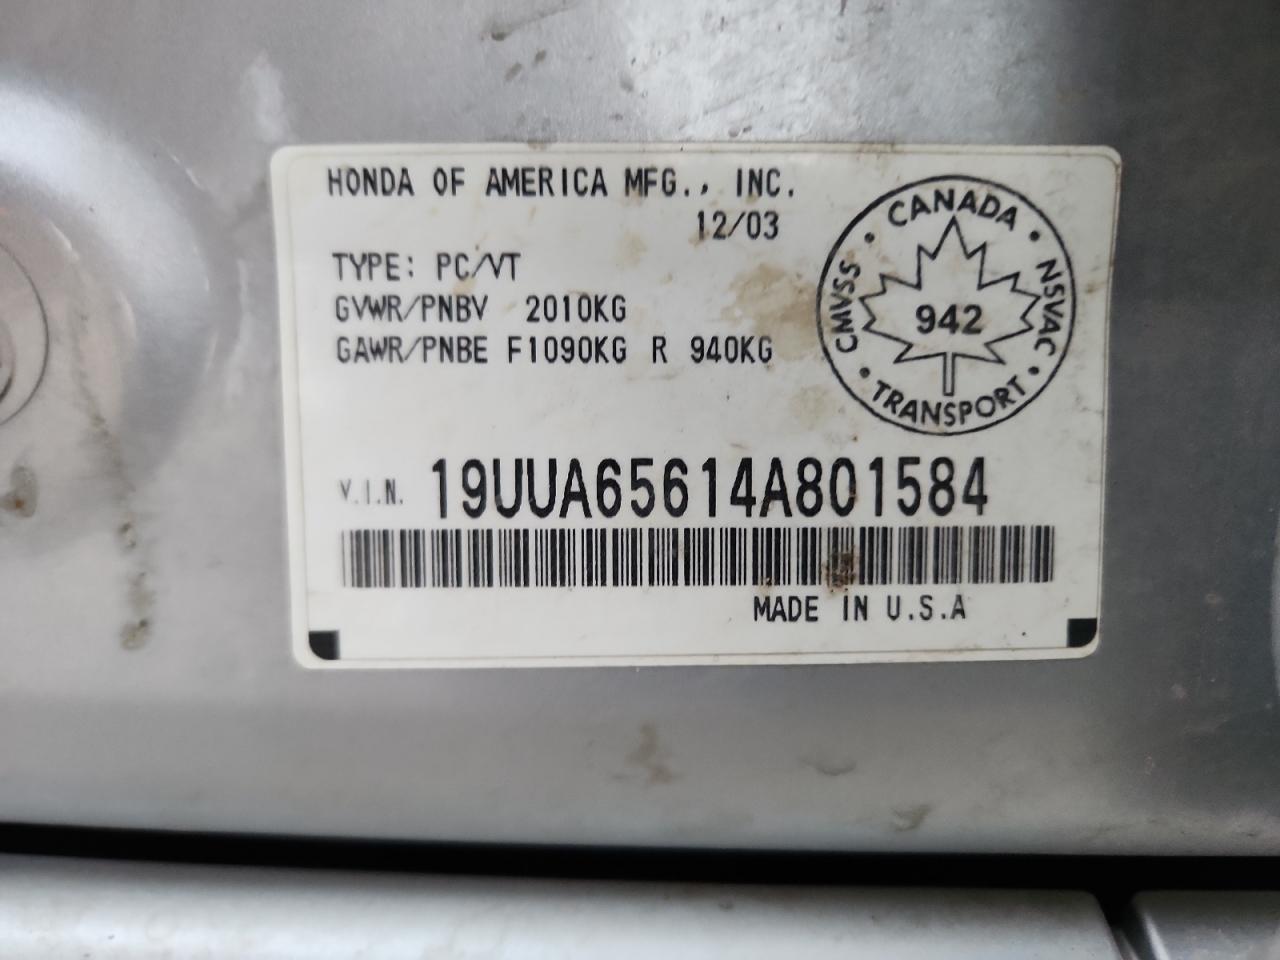 HONDA OF AMERICA MFG., INC.
12/03
TYPE: PC/VT
GVWR/PNBV 2010KG
GAWR/PNBE F1090KG R 940KG
CANADA
CMVSS
NSVAC
942
TRANSPORT
V.I.N. 19UUA65614A801584
MADE IN U.S.A